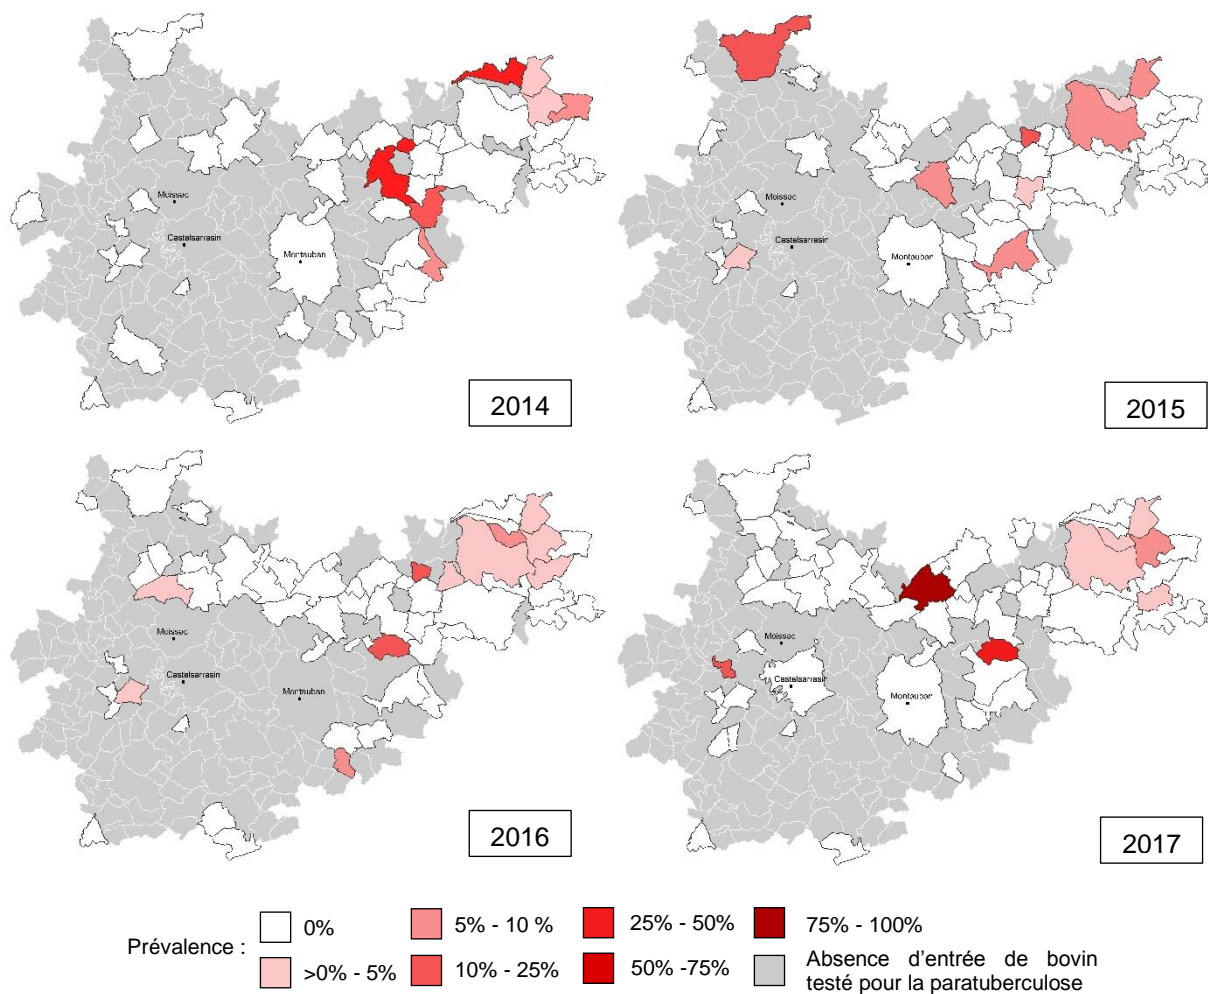 Moissac
Castelsarrasin
Montauban
2014
Moissac
Castelsarrasin
Montauban
2015
Moissac
Castelsarrasin
Montauban
2016
Moissac
Castelsarrasin
Montauban
2017
Prévalence :
0%
5% - 10 %
25% - 50%
75% - 100%
>0% - 5%
10% - 25%
50% -75%
Absence d'entrée de bovin
testé pour la paratuberculose